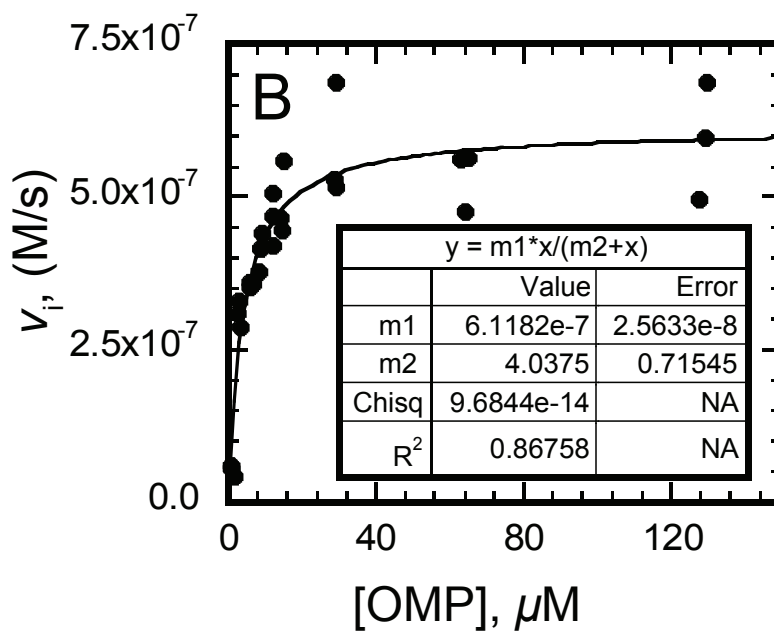 7.5x10⁻⁷
B
5.0x10⁻⁷
2.5x10⁻⁷
0.0
vᵢ, (M/s)
y = m1*x/(m2+x)
Value Error
m1 6.1182e-7 2.5633e-8
m2 4.0375 0.71545
Chisq 9.6844e-14 NA
R² 0.86758 NA
0 40 80 120
[OMP], µM